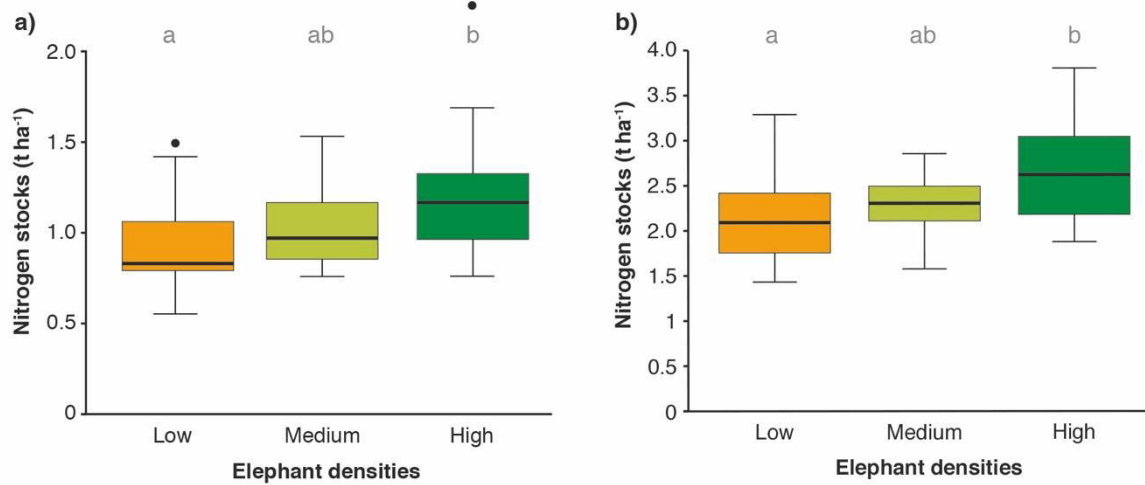 a)
a ab b
2.0
1.5
1.0
0.5
0
Nitrogen stocks (t ha⁻¹)
Low Medium High
Elephant densities
b)
a ab b
4.0
3.5
3.0
2.5
2.0
1.5
1
0.5
0
Nitrogen stocks (t ha⁻¹)
Low Medium High
Elephant densities